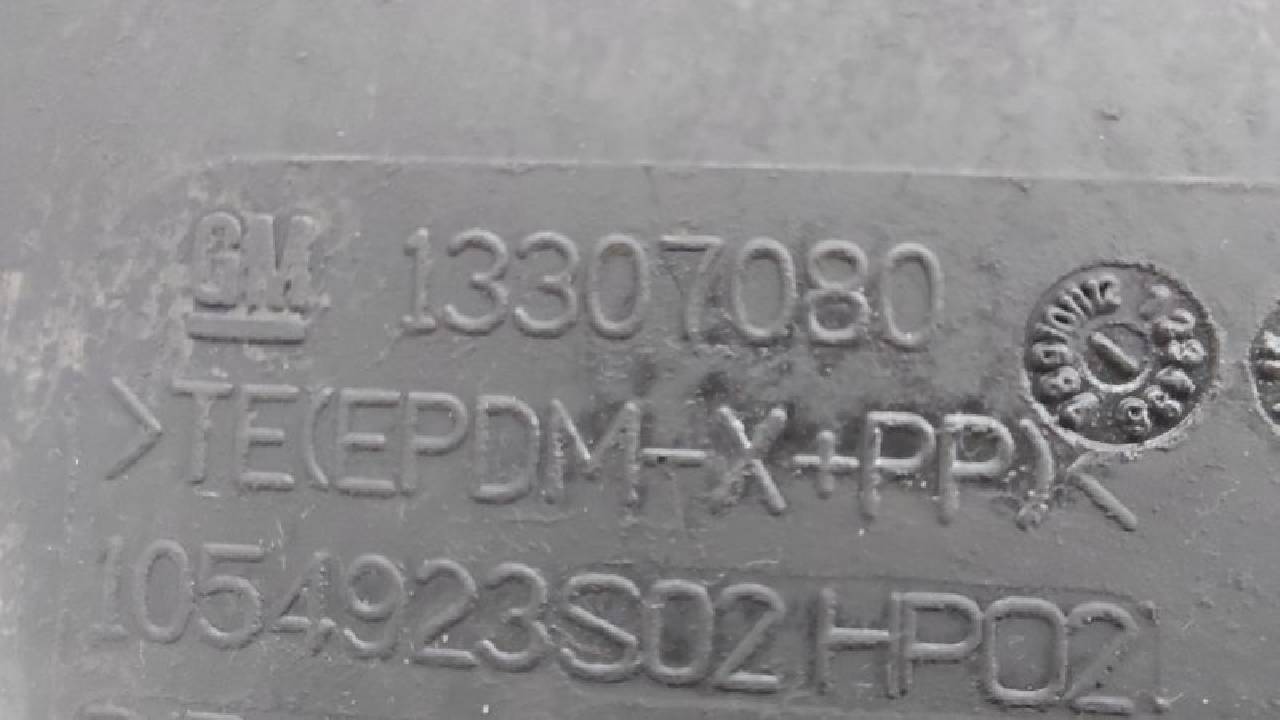 GM 13307080
>TE(EPDM-X+PP)<
1054923S02 HP02